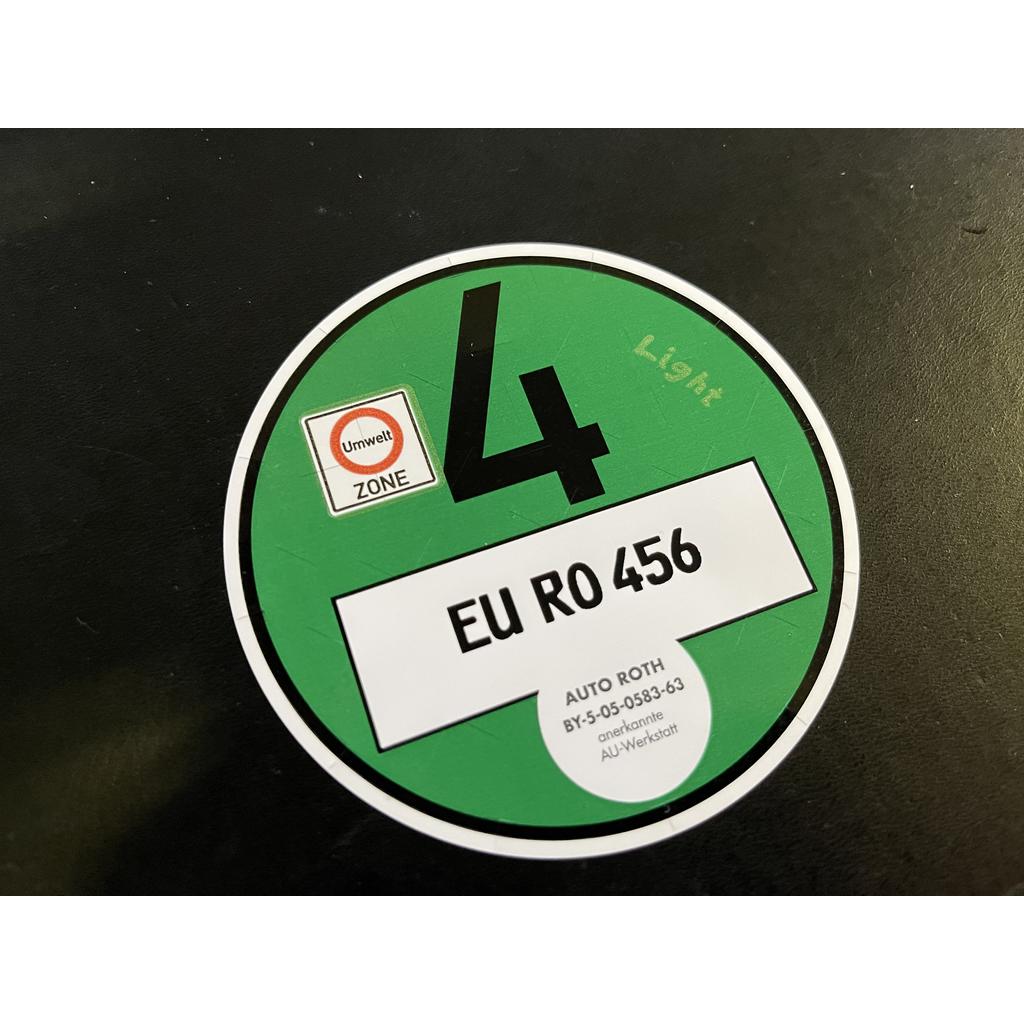 4
Light
Umwelt
ZONE
EU RO 456
AUTO ROTH
BY-5-05-0583-63
anerkannte
AU-Werkstatt